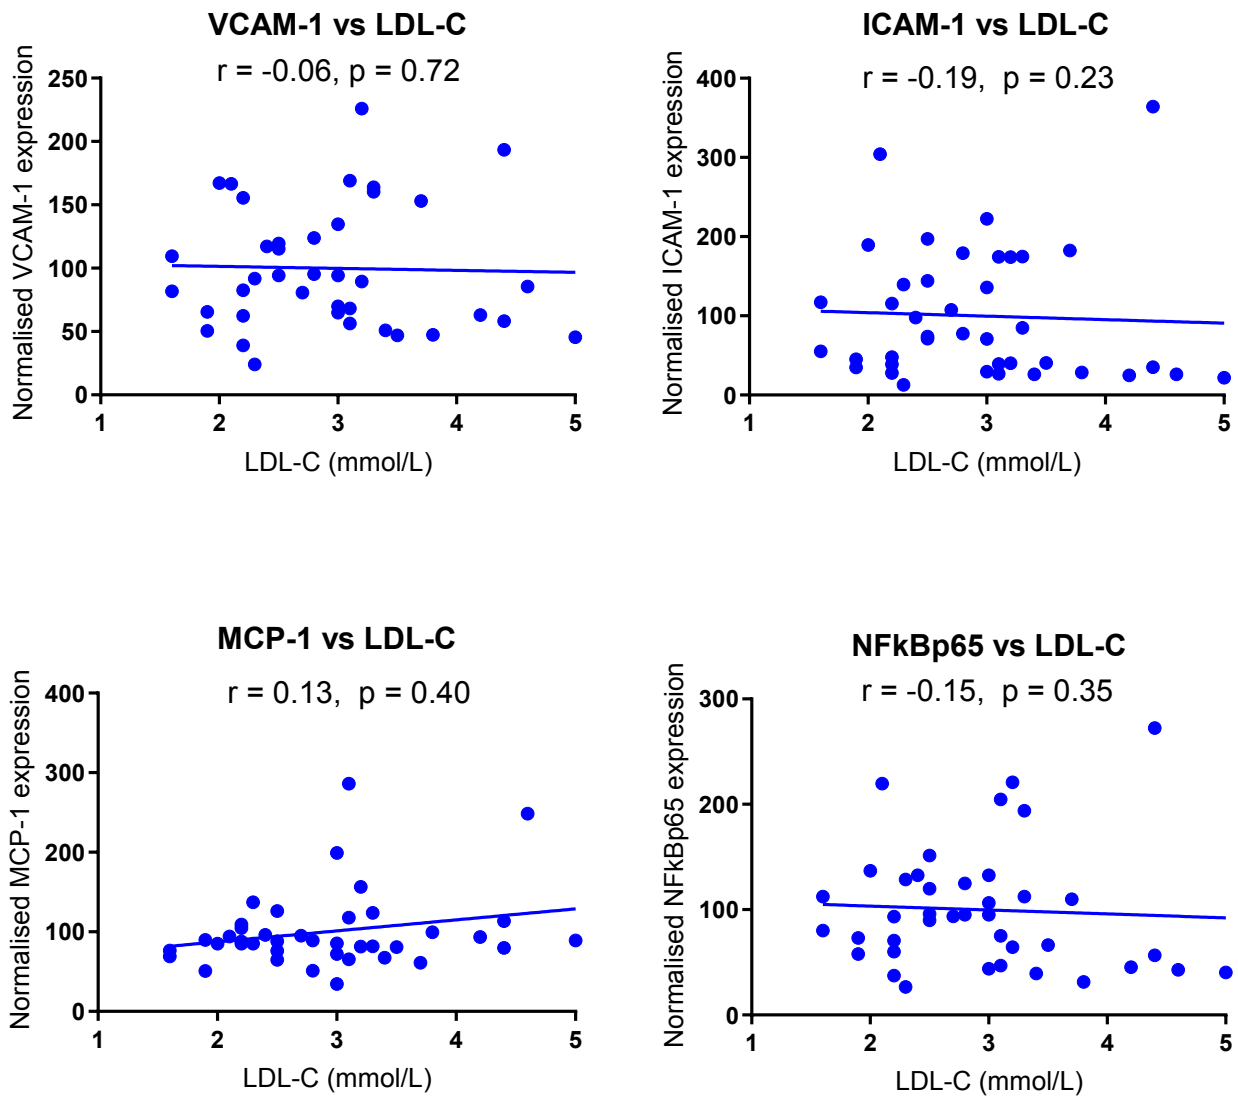 VCAM-1 vs LDL-C
r = -0.06, p = 0.72
Normalised VCAM-1 expression
250
200
150
100
50
0
1 2 3 4 5
LDL-C (mmol/L)
ICAM-1 vs LDL-C
r = -0.19, p = 0.23
Normalised ICAM-1 expression
400
300
200
100
0
1 2 3 4 5
LDL-C (mmol/L)
MCP-1 vs LDL-C
r = 0.13, p = 0.40
Normalised MCP-1 expression
400
300
200
100
0
1 2 3 4 5
LDL-C (mmol/L)
NFkBp65 vs LDL-C
r = -0.15, p = 0.35
Normalised NFkBp65 expression
300
200
100
0
1 2 3 4 5
LDL-C (mmol/L)